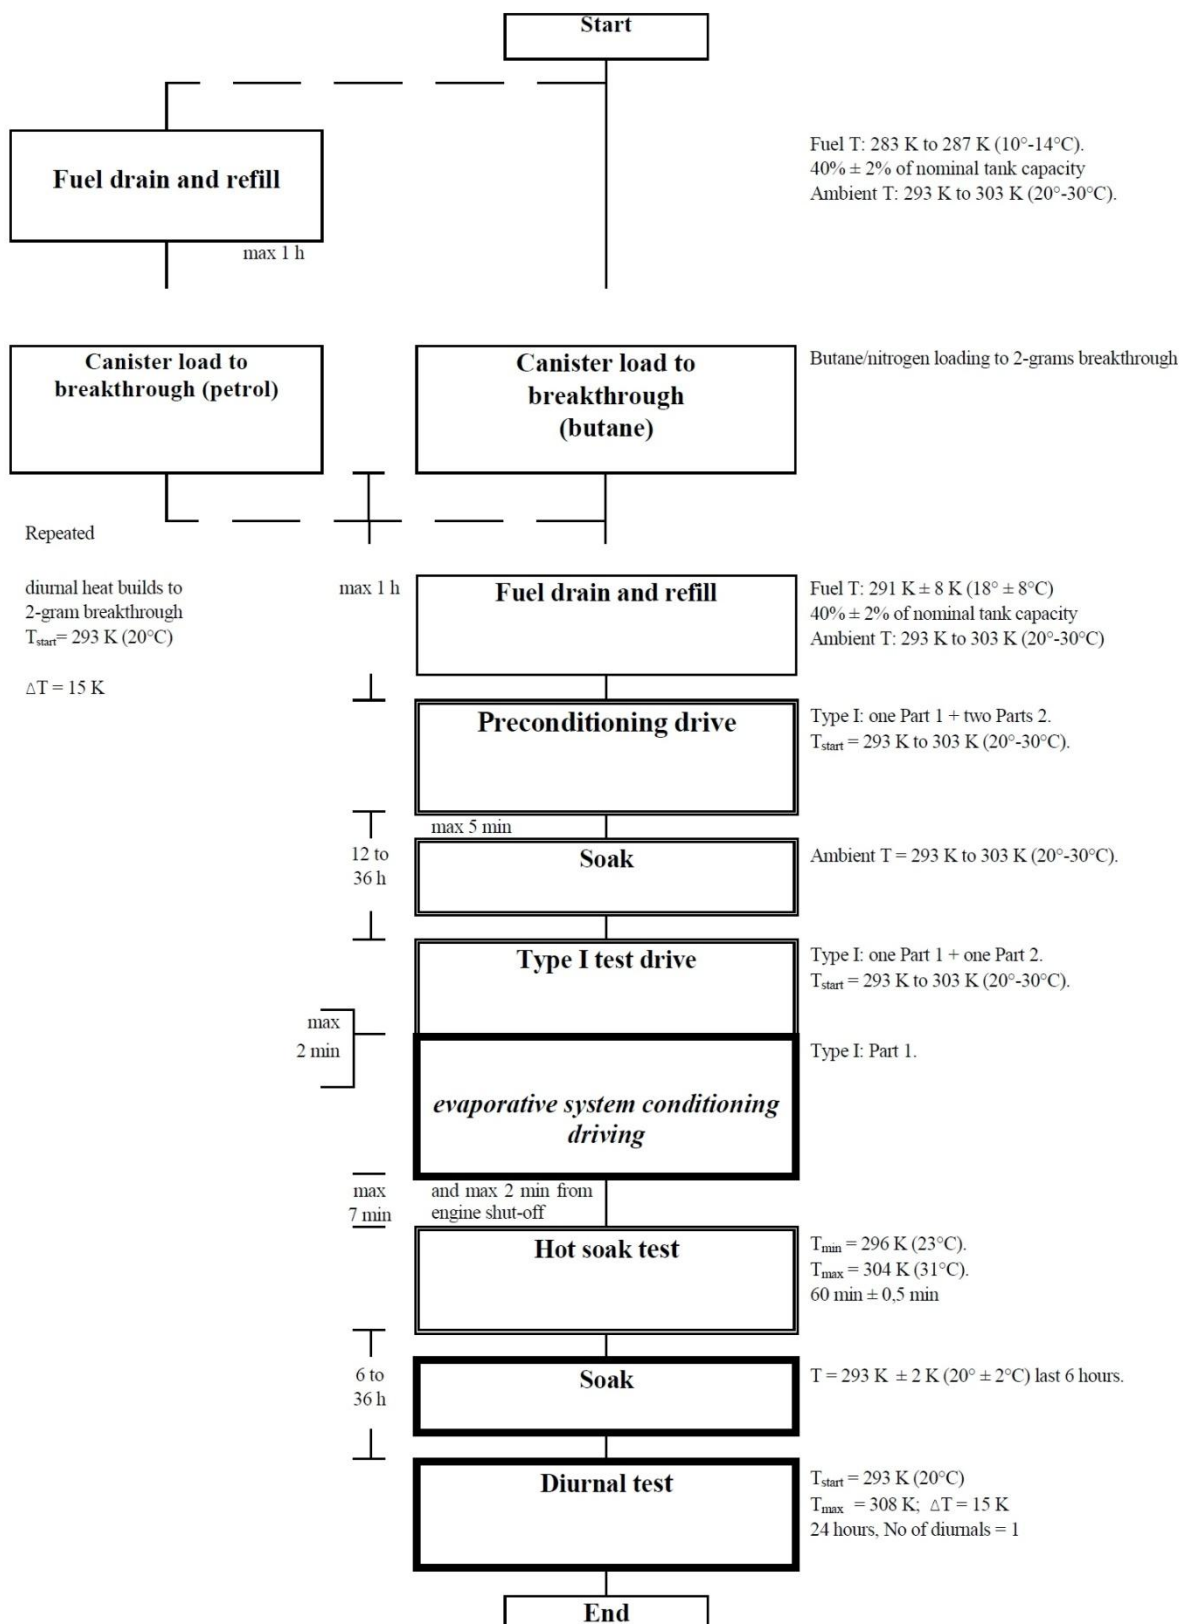 Start
Fuel drain and refill
max 1 h
Fuel T: 283 K to 287 K (10°-14°C).
40% ± 2% of nominal tank capacity
Ambient T: 293 K to 303 K (20°-30°C).
Canister load to
breakthrough (petrol)
Canister load to
breakthrough
(butane)
Butane/nitrogen loading to 2-grams breakthrough
Repeated
diurnal heat builds to
2-gram breakthrough
Tstart= 293 K (20°C)
ΔT = 15 K
max 1 h
Fuel drain and refill
Fuel T: 291 K ± 8 K (18° ± 8°C)
40% ± 2% of nominal tank capacity
Ambient T: 293 K to 303 K (20°-30°C)
Preconditioning drive
Type I: one Part 1 + two Parts 2.
Tstart = 293 K to 303 K (20°-30°C).
max 5 min
12 to
36 h
Soak
Ambient T = 293 K to 303 K (20°-30°C).
Type I test drive
Type I: one Part 1 + one Part 2.
Tstart = 293 K to 303 K (20°-30°C).
max
2 min
Type I: Part 1.
evaporative system conditioning
driving
max
7 min
and max 2 min from
engine shut-off
Hot soak test
Tmin = 296 K (23°C).
Tmax = 304 K (31°C).
60 min ± 0,5 min
6 to
36 h
Soak
T = 293 K ± 2 K (20° ± 2°C) last 6 hours.
Diurnal test
Tstart = 293 K (20°C)
Tmax = 308 K; ΔT = 15 K
24 hours, No of diurnals = 1
End